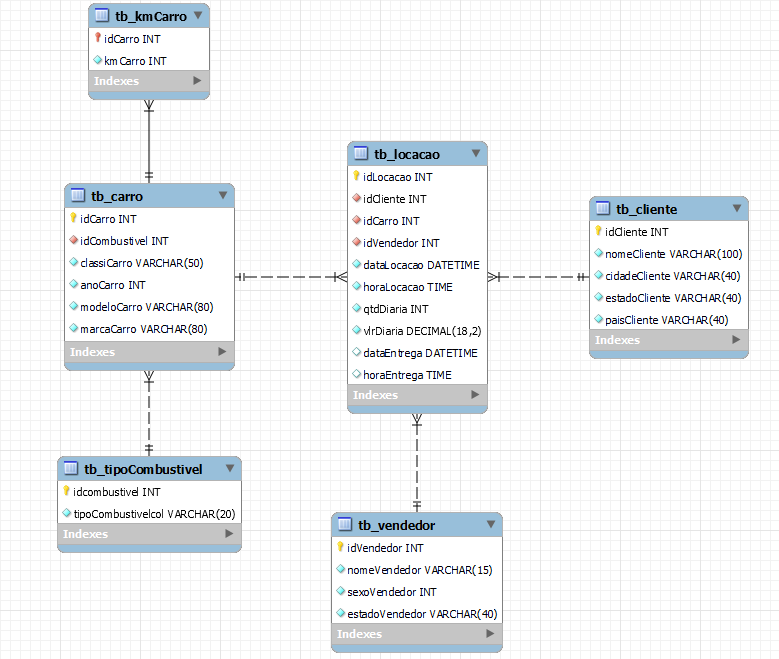 tb_kmCarro
idCarro INT
kmCarro INT
Indexes
tb_carro
idCarro INT
idCombustivel INT
classiCarro VARCHAR(50)
anoCarro INT
modeloCarro VARCHAR(80)
marcaCarro VARCHAR(80)
Indexes
tb_locacao
idLocacao INT
idCliente INT
idCarro INT
idVendedor INT
dataLocacao DATETIME
horaLocacao TIME
qtdDiaria INT
vlrDiaria DECIMAL(18,2)
dataEntrega DATETIME
horaEntrega TIME
Indexes
tb_cliente
idCliente INT
nomeCliente VARCHAR(100)
cidadeCliente VARCHAR(40)
estadoCliente VARCHAR(40)
paisCliente VARCHAR(40)
Indexes
tb_tipoCombustivel
idcombustivel INT
tipoCombustivelcol VARCHAR(20)
Indexes
tb_vendedor
idVendedor INT
nomeVendedor VARCHAR(15)
sexoVendedor INT
estadoVendedor VARCHAR(40)
Indexes